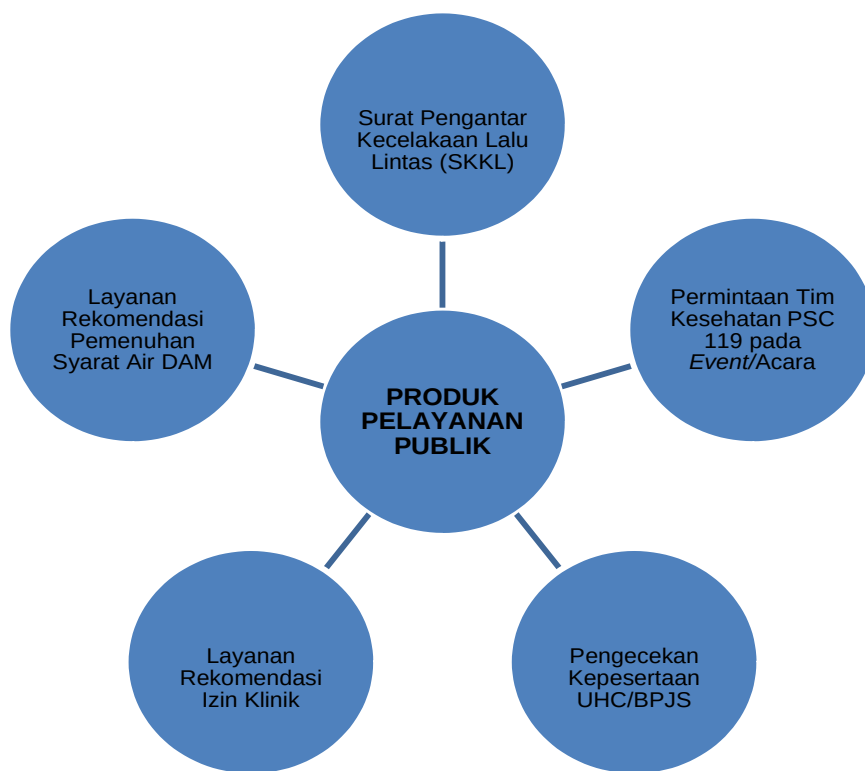 Surat Pengantar
Kecelakaan Lalu
Lintas (SKKL)
Layanan
Rekomendasi
Pemenuhan
Syarat Air DAM
Permintaan Tim
Kesehatan PSC
119 pada
Event/Acara
PRODUK
PELAYANAN
PUBLIK
Layanan
Rekomendasi
Izin Klinik
Pengecekan
Kepesertaan
UHC/BPJS